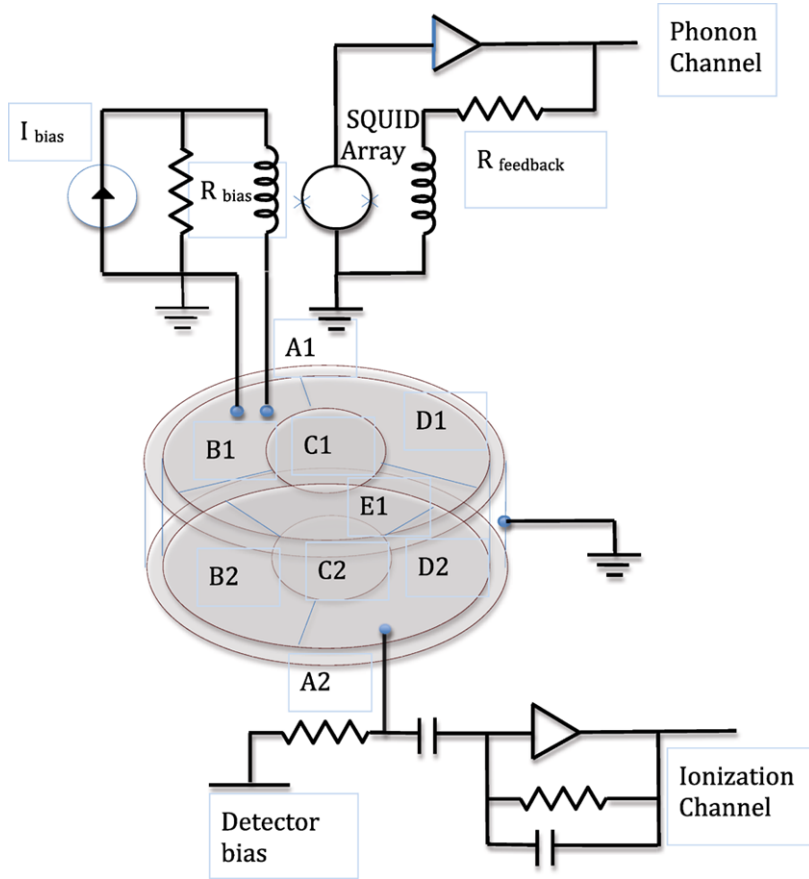 Phonon
Channel
I bias
SQUID
Array
R bias
R feedback
A1
D1
B1
C1
E1
B2
C2
D2
A2
Ionization
Channel
Detector
bias